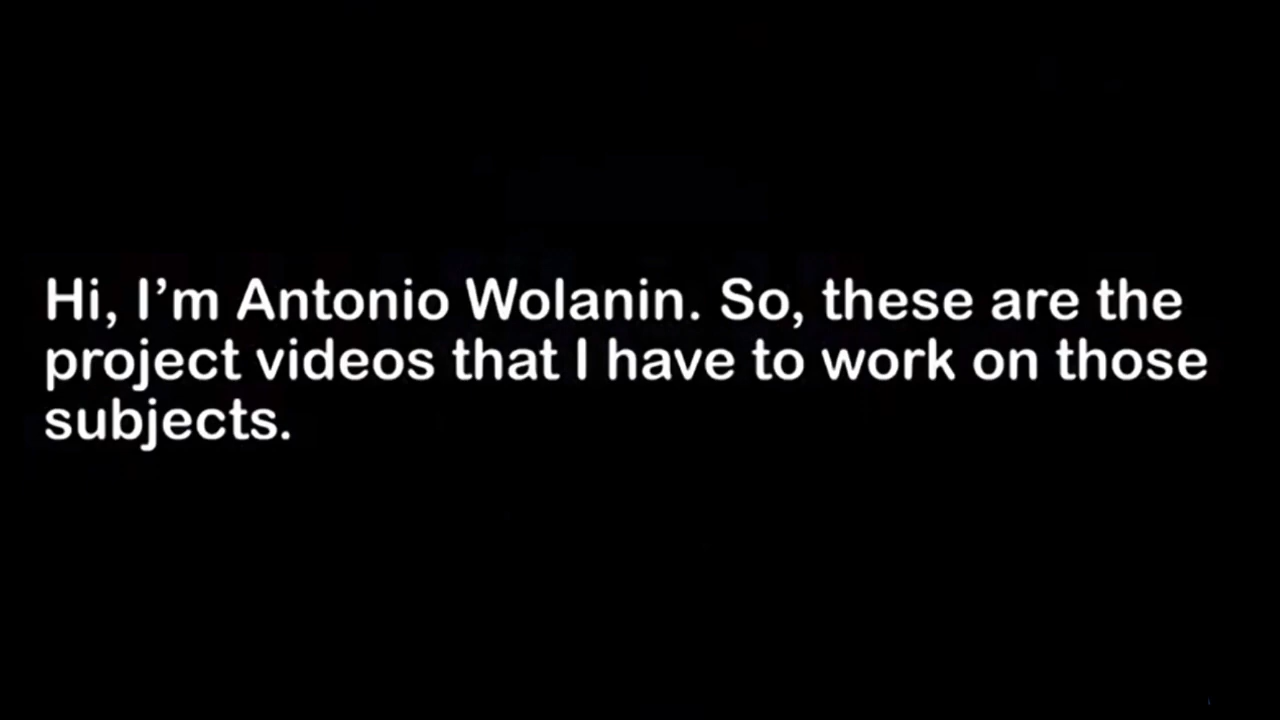 Hi, I’m Antonio Wolanin. So, these are the
project videos that I have to work on those
subjects.